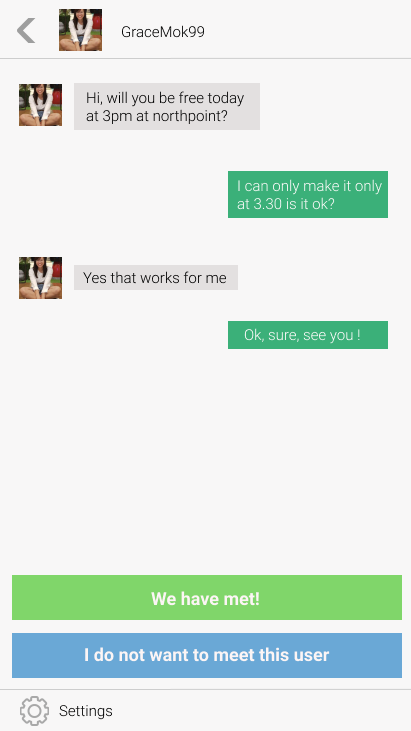 GraceMok99
Hi, will you be free today
at 3pm at northpoint?
I can only make it only
at 3.30 is it ok?
Yes that works for me
Ok, sure, see you !
We have met!
I do not want to meet this user
Settings